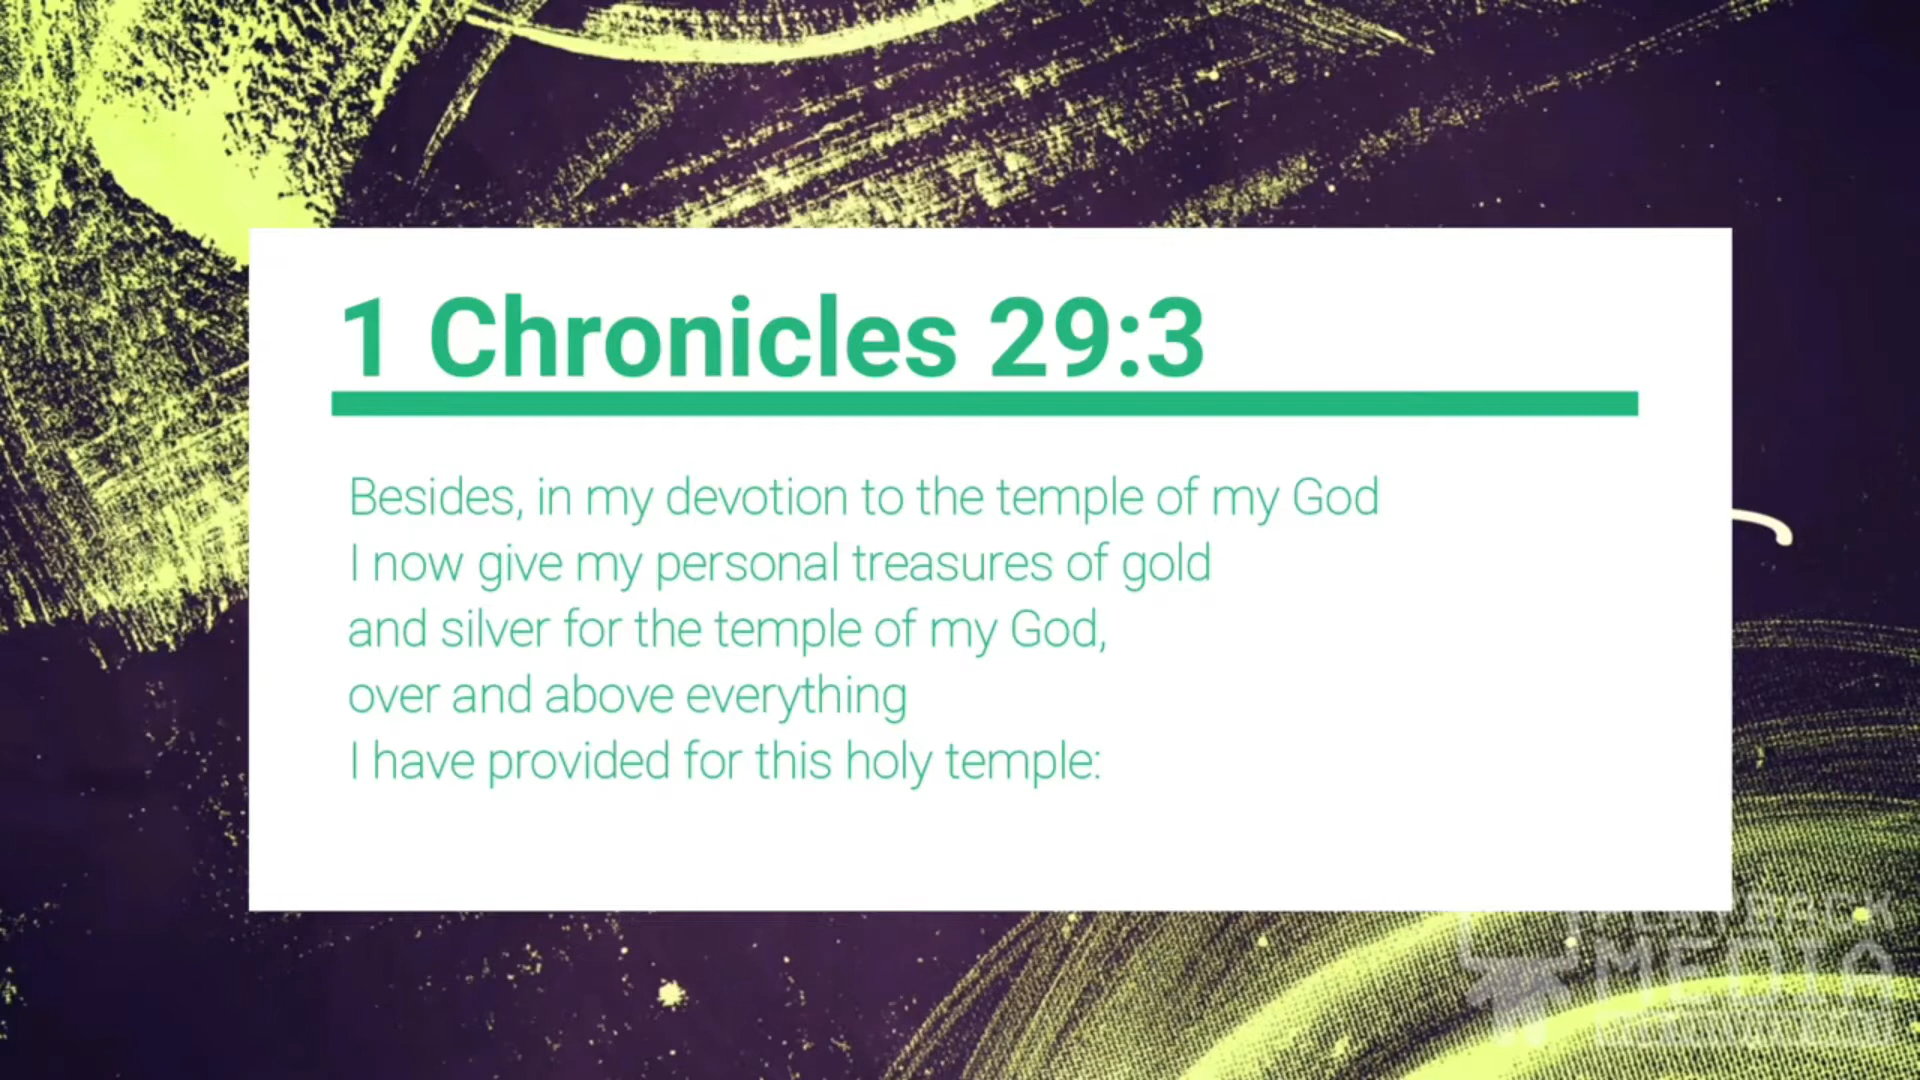 1 Chronicles 29:3
Besides, in my devotion to the temple of my God
I now give my personal treasures of gold
and silver for the temple of my God,
over and above everything
I have provided for this holy temple:
MEDIA